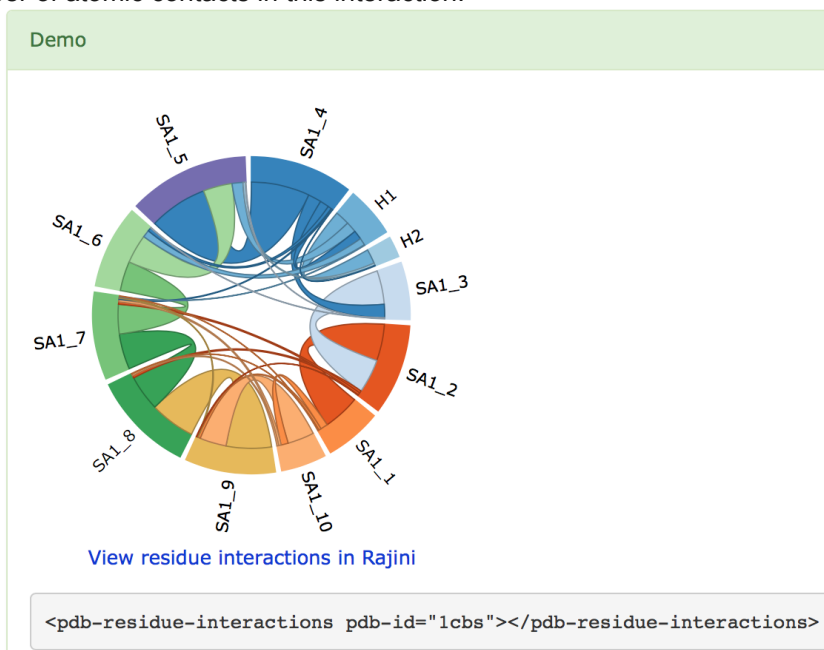 Demo
SA1_4
SA1_5
H1
H2
SA1_6
SA1_3
SA1_7
SA1_2
SA1_8
SA1_1
SA1_9
SA1_10
View residue interactions in Rajini
<pdb-residue-interactions pdb-id="1cbs"></pdb-residue-interactions>